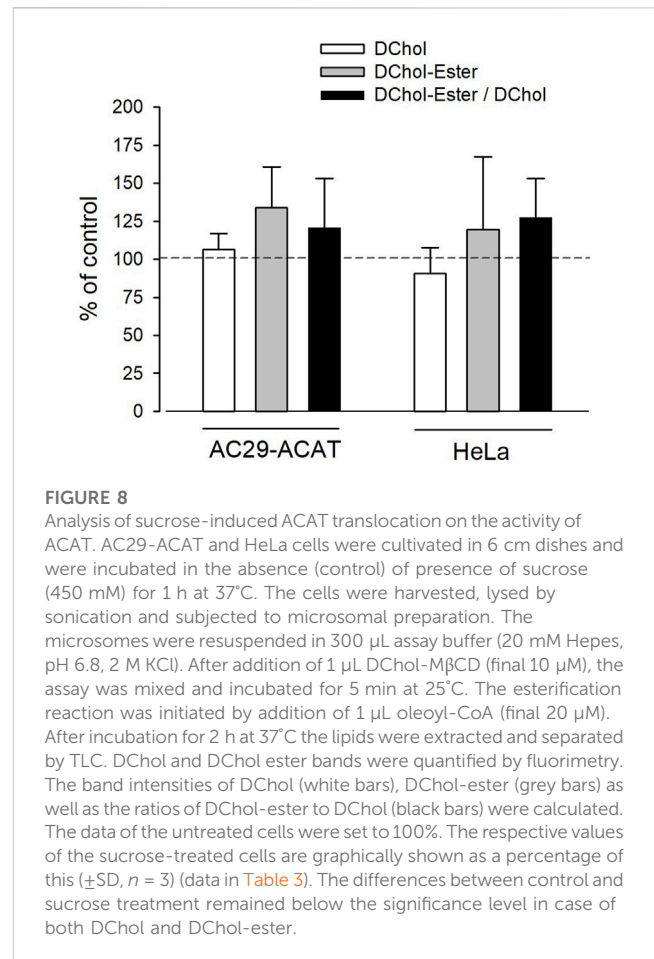 DChol
DChol-Ester
DChol-Ester / DChol
200
175
150
125
100
75
50
25
0
% of control
AC29-ACAT
HeLa
FIGURE 8
Analysis of sucrose-induced ACAT translocation on the activity of
ACAT. AC29-ACAT and HeLa cells were cultivated in 6 cm dishes and
were incubated in the absence (control) of presence of sucrose
(450 mM) for 1 h at 37°C. The cells were harvested, lysed by
sonication and subjected to microsomal preparation. The
microsomes were resuspended in 300 µL assay buffer (20 mM Hepes,
pH 6.8, 2 M KCl). After addition of 1 µL DChol-MβCD (final 10 µM), the
assay was mixed and incubated for 5 min at 25°C. The esterification
reaction was initiated by addition of 1 µL oleoyl-CoA (final 20 µM).
After incubation for 2 h at 37°C the lipids were extracted and separated
by TLC. DChol and DChol ester bands were quantified by fluorimetry.
The band intensities of DChol (white bars), DChol-ester (grey bars) as
well as the ratios of DChol-ester to DChol (black bars) were calculated.
The data of the untreated cells were set to 100%. The respective values
of the sucrose-treated cells are graphically shown as a percentage of
this (±SD, n = 3) (data in Table 3). The differences between control and
sucrose treatment remained below the significance level in case of
both DChol and DChol-ester.